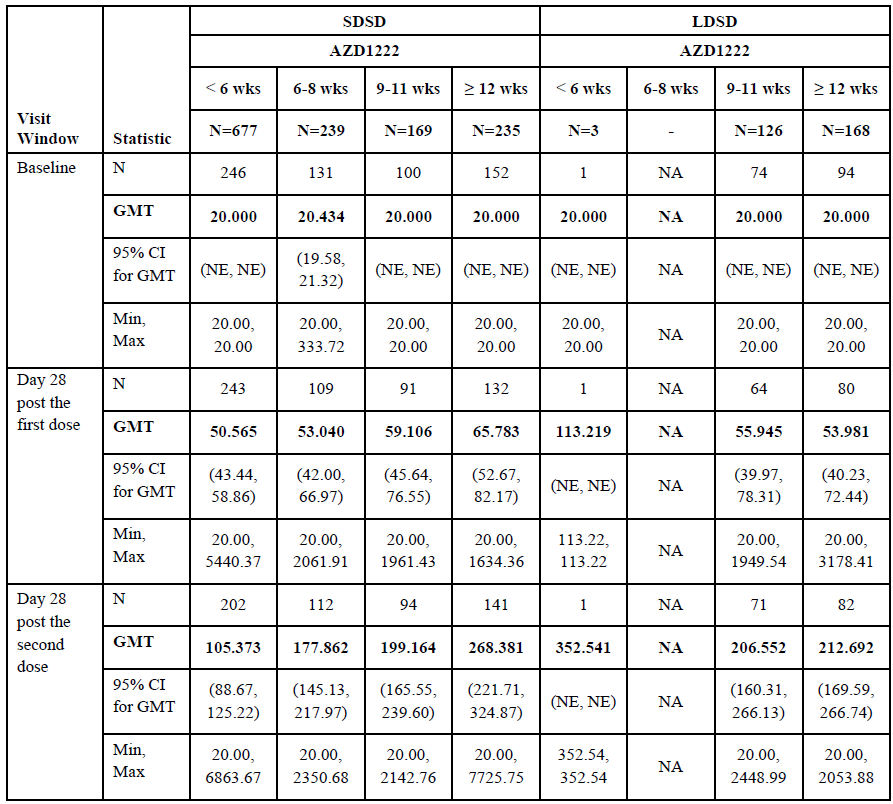 SDSD LDSD
AZD1222 AZD1222
< 6 wks 6-8 wks 9-11 wks ≥ 12 wks < 6 wks 6-8 wks 9-11 wks ≥ 12 wks
Visit Window Statistic N=677 N=239 N=169 N=235 N=3 - N=126 N=168
Baseline N 246 131 100 152 1 NA 74 94
GMT 20.000 20.434 20.000 20.000 20.000 NA 20.000 20.000
95% CI for GMT (NE, NE) (19.58, 21.32) (NE, NE) (NE, NE) (NE, NE) NA (NE, NE) (NE, NE)
Min, Max 20.00, 20.00 20.00, 333.72 20.00, 20.00 20.00, 20.00 20.00, 20.00 NA 20.00, 20.00 20.00, 20.00
Day 28 post the first dose N 243 109 91 132 1 NA 64 80
GMT 50.565 53.040 59.106 65.783 113.219 NA 55.945 53.981
95% CI for GMT (43.44, 58.86) (42.00, 66.97) (45.64, 76.55) (52.67, 82.17) (NE, NE) NA (39.97, 78.31) (40.23, 72.44)
Min, Max 20.00, 5440.37 20.00, 2061.91 20.00, 1961.43 20.00, 1634.36 113.22, 113.22 NA 20.00, 1949.54 20.00, 3178.41
Day 28 post the second dose N 202 112 94 141 1 NA 71 82
GMT 105.373 177.862 199.164 268.381 352.541 NA 206.552 212.692
95% CI for GMT (88.67, 125.22) (145.13, 217.97) (165.55, 239.60) (221.71, 324.87) (NE, NE) NA (160.31, 266.13) (169.59, 266.74)
Min, Max 20.00, 6863.67 20.00, 2350.68 20.00, 2142.76 20.00, 7725.75 352.54, 352.54 NA 20.00, 2448.99 20.00, 2053.88